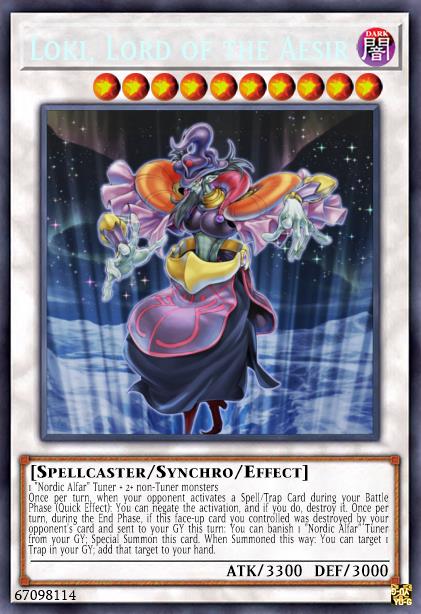 Loki, Lord of the Aesir
DARK
闇
[Spellcaster/Synchro/Effect]
1 "Nordic Alfar" Tuner + 2+ non-Tuner monsters
Once per turn, when your opponent activates a Spell/Trap Card during your Battle
Phase (Quick Effect): You can negate the activation, and if you do, destroy it. Once per
turn, during the End Phase, if this face-up card you controlled was destroyed by your
opponent's card and sent to your GY this turn: You can banish 1 "Nordic Alfar" Tuner
from your GY; Special Summon this card. When Summoned this way: You can target 1
Trap in your GY; add that target to your hand.
ATK/3300 DEF/3000
67098114